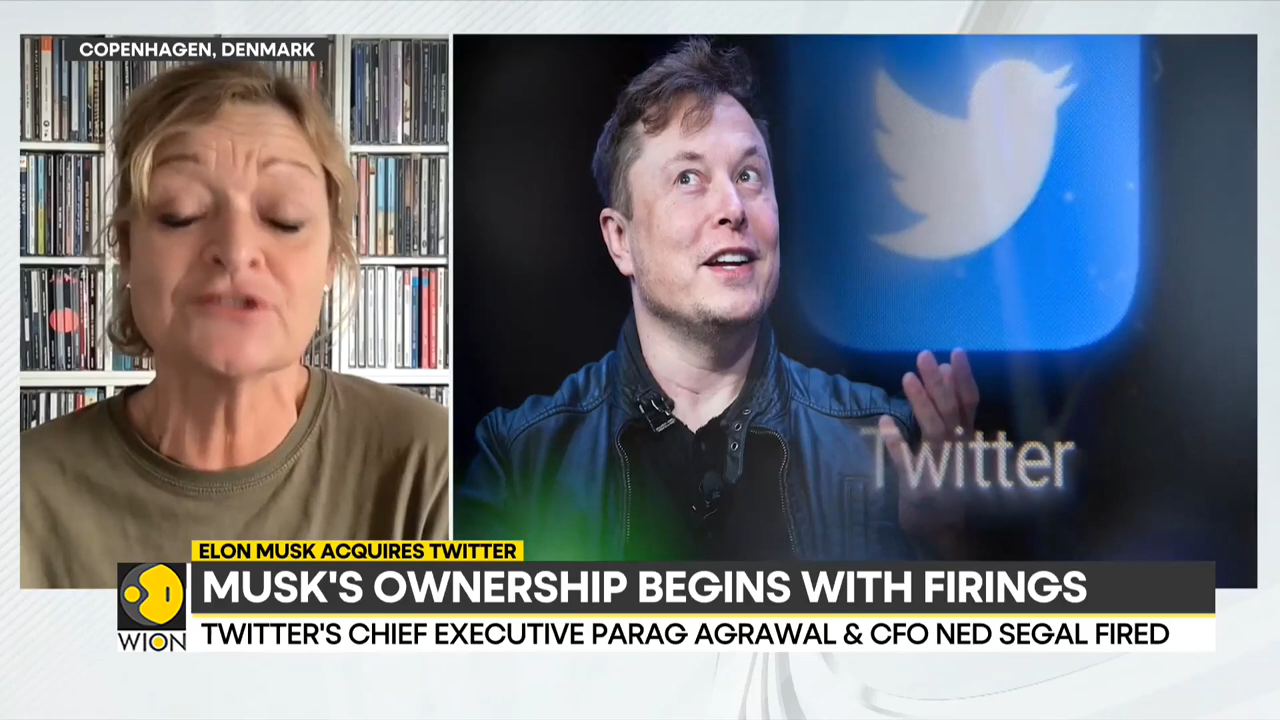 COPENHAGEN, DENMARK
Twitter
ELON MUSK ACQUIRES TWITTER
MUSK'S OWNERSHIP BEGINS WITH FIRINGS
WION
TWITTER'S CHIEF EXECUTIVE PARAG AGRAWAL & CFO NED SEGAL FIRED